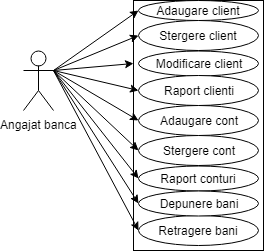 Adaugare client
Stergere client
Modificare client
Raport clienti
Angajat banca
Adaugare cont
Stergere cont
Raport conturi
Depunere bani
Retragere bani